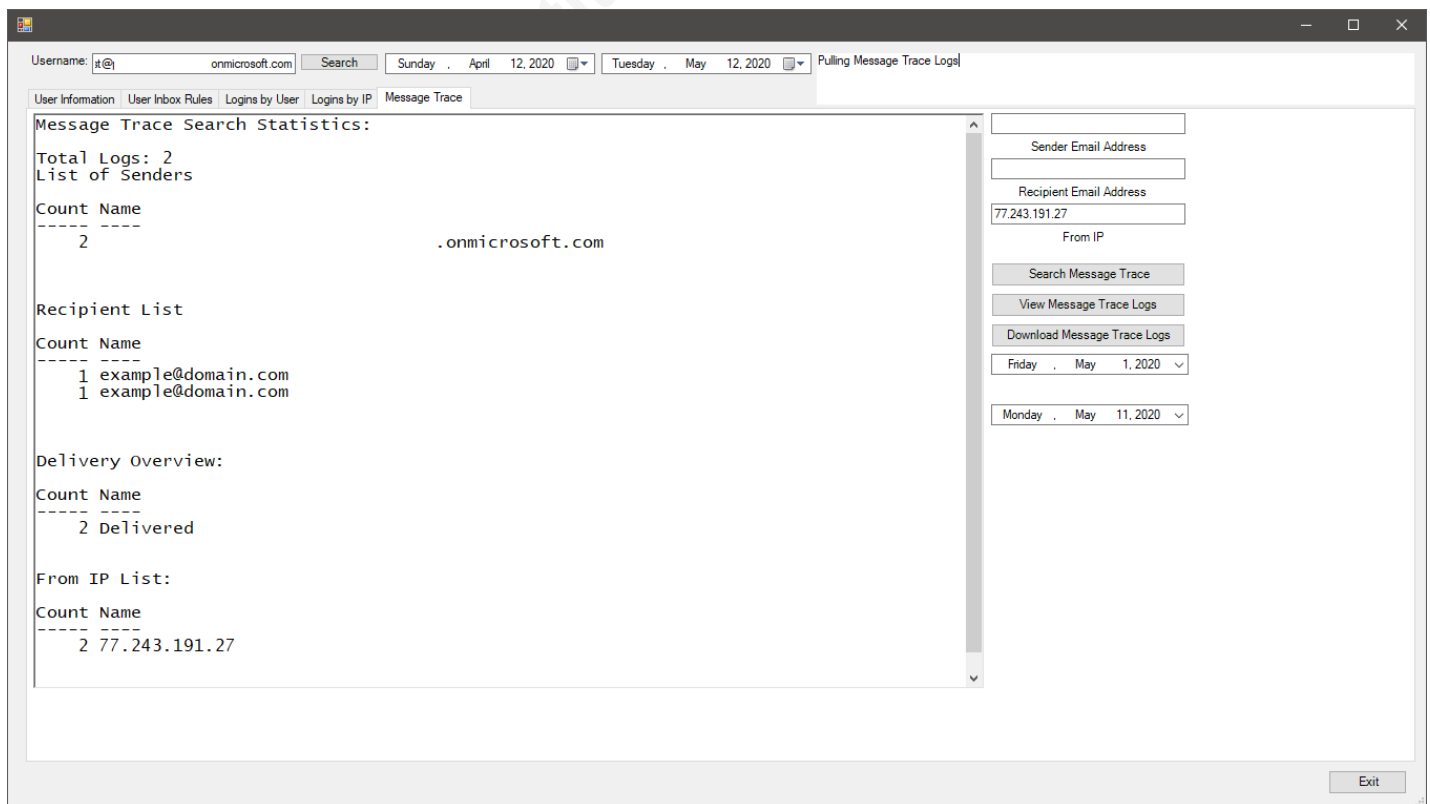 Username: st@ onmicrosoft.com Search Sunday , April 12, 2020 Tuesday , May 12, 2020 Pulling Message Trace Logs
User Information User Inbox Rules Logins by User Logins by IP Message Trace
Message Trace Search Statistics:
Total Logs: 2
List of Senders
Count Name
----- ----
2 .onmicrosoft.com
Recipient List
Count Name
----- ----
1 example@domain.com
1 example@domain.com
Delivery Overview:
Count Name
----- ----
2 Delivered
From IP List:
Count Name
----- ----
2 77.243.191.27
Sender Email Address
Recipient Email Address
77.243.191.27
From IP
Search Message Trace
View Message Trace Logs
Download Message Trace Logs
Friday , May 1, 2020
Monday , May 11, 2020
Exit